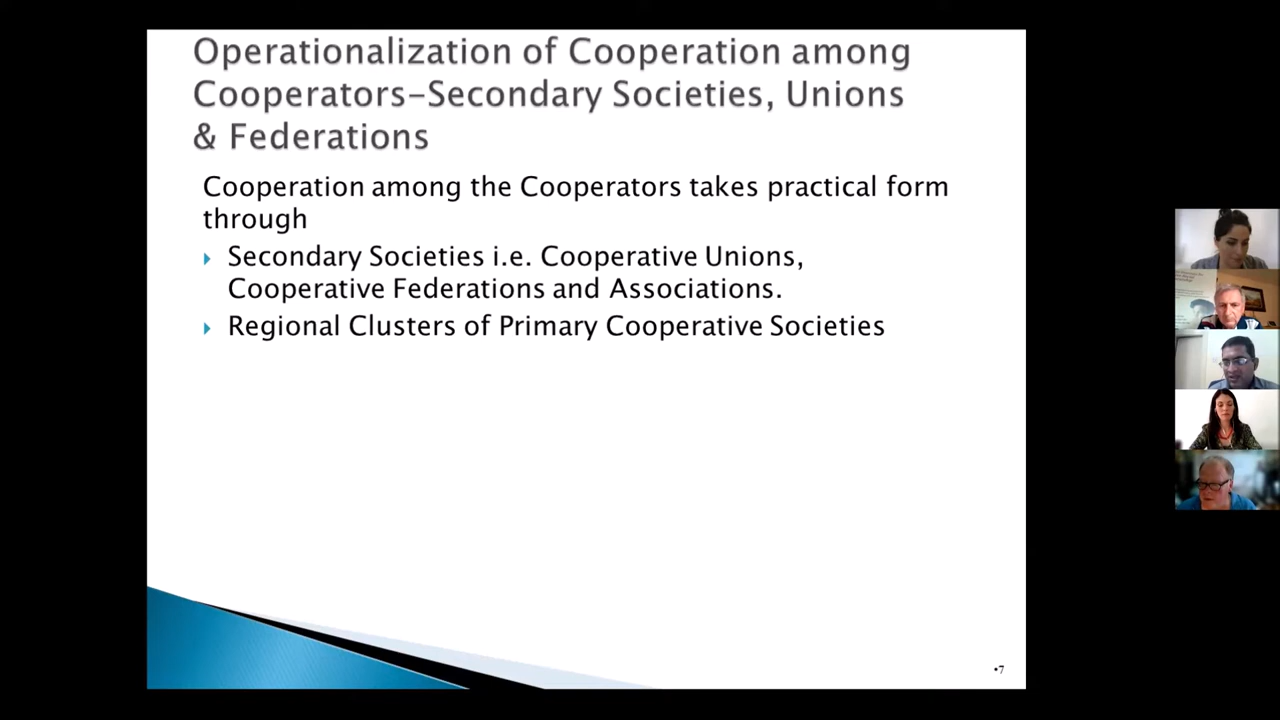 Operationalization of Cooperation among
Cooperators-Secondary Societies, Unions
& Federations
Cooperation among the Cooperators takes practical form
through
Secondary Societies i.e. Cooperative Unions,
Cooperative Federations and Associations.
Regional Clusters of Primary Cooperative Societies
•7